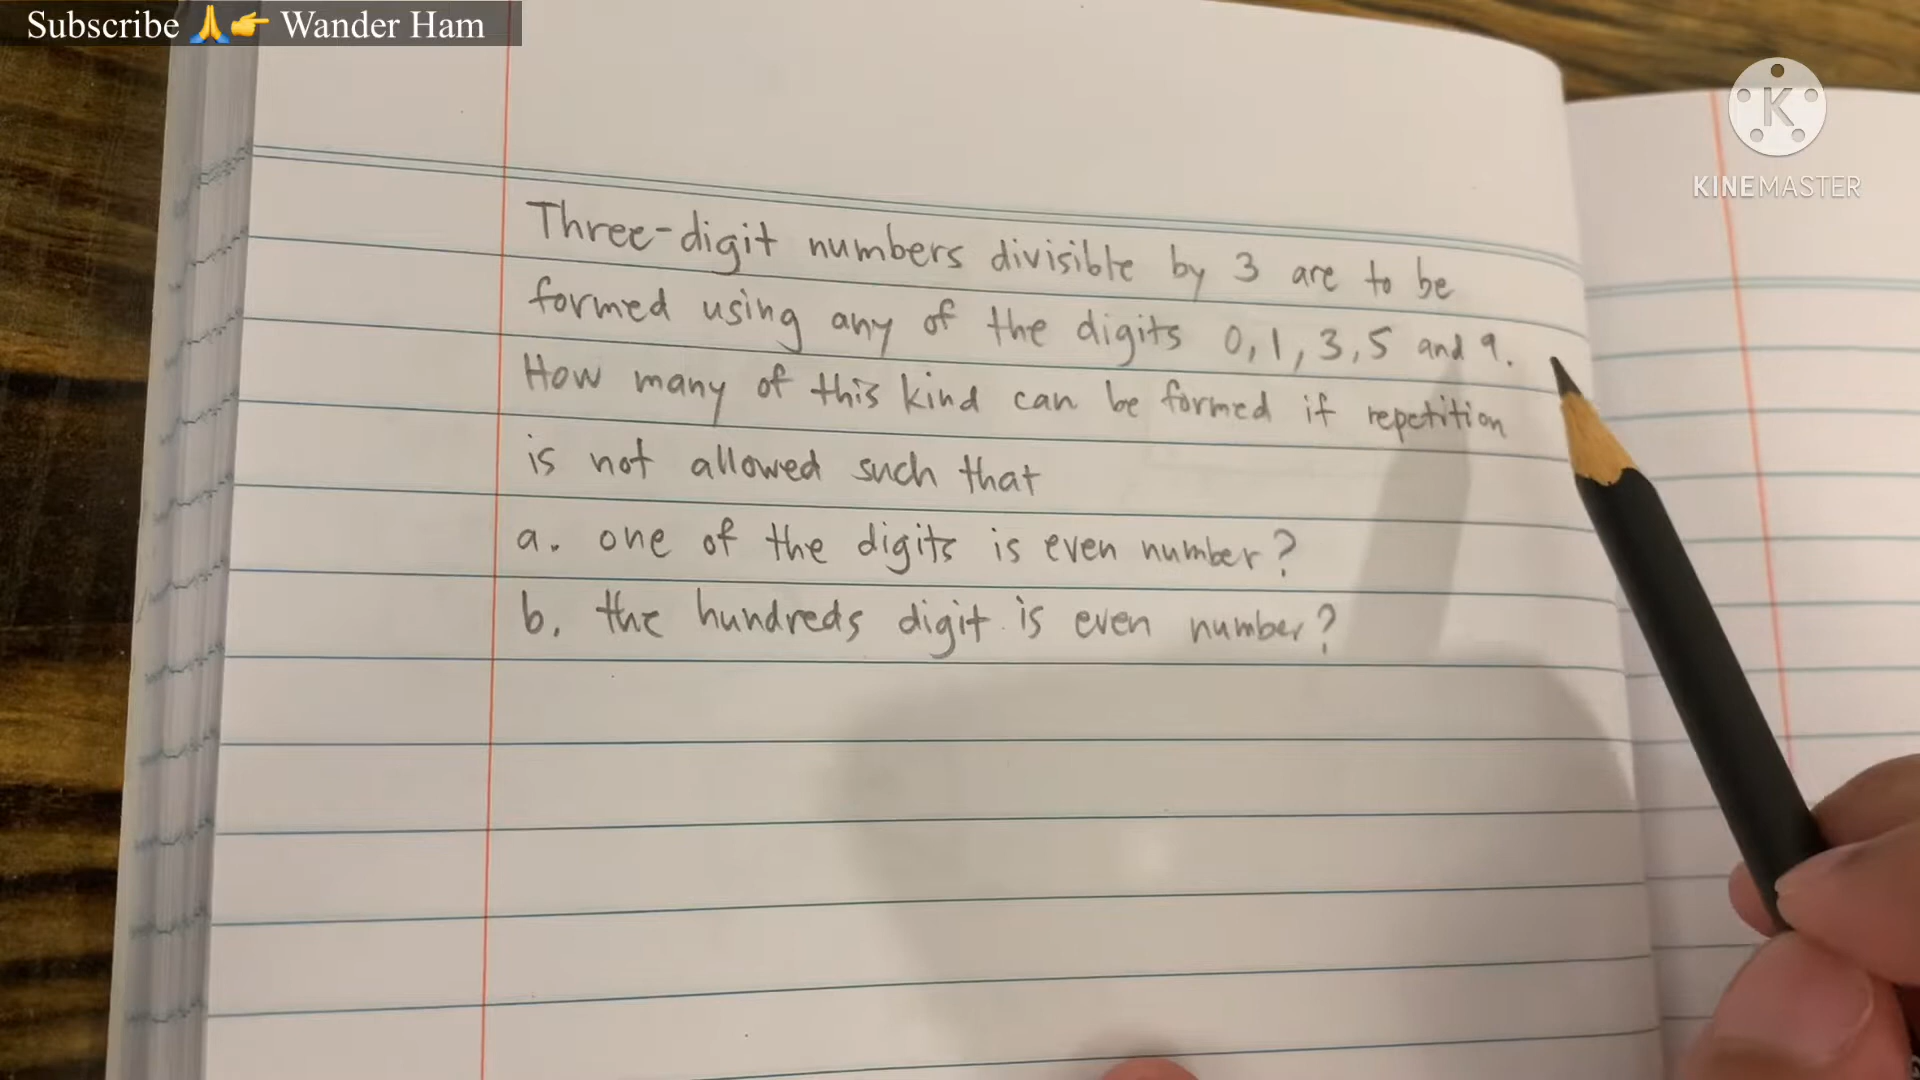 Subscribe 🙏👉 Wander Ham
KINEMASTER
Three-digit numbers divisible by 3 are to be
formed using any of the digits 0, 1, 3, 5 and 9.
How many of this kind can be formed if repetition
is not allowed such that
a. one of the digits is even number?
b. the hundreds digit is even number?